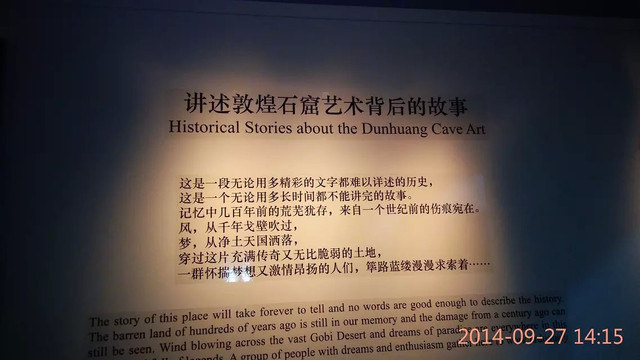 讲述敦煌石窟艺术背后的故事
Historical Stories about the Dunhuang Cave Art
这是一段无论用多精彩的文字都难以详述的历史，
这是一个无论用多长时间都不能讲完的故事。
记忆中几百年前的荒芜犹存，来自一个世纪前的伤痕宛在。
风，从千年戈壁吹过，
梦，从净土天国洒落，
穿过这片充满传奇又无比脆弱的土地，
一群怀揣梦想又激情昂扬的人们，筚路蓝缕漫漫求索着……
The story of this place will take forever to tell and no words are good enough to describe the history.
The barren land of hundreds of years ago is still in our memory and the damage from a century ago can
still be seen. Wind blowing across the vast Gobi Desert and dreams of paradise everywhere in this
legends. A group of people with dreams and enthusiasm
2014-09-27 14:15